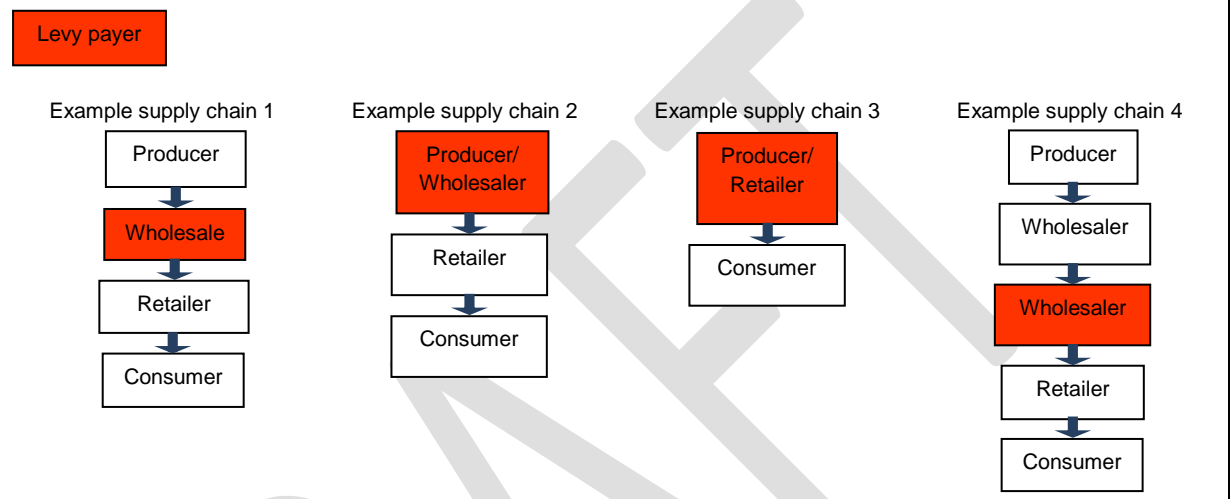 Levy payer
Example supply chain 1
Producer
Wholesale
Retailer
Consumer
Example supply chain 2
Producer/
Wholesaler
Retailer
Consumer
Example supply chain 3
Producer/
Retailer
Consumer
Example supply chain 4
Producer
Wholesaler
Wholesaler
Retailer
Consumer